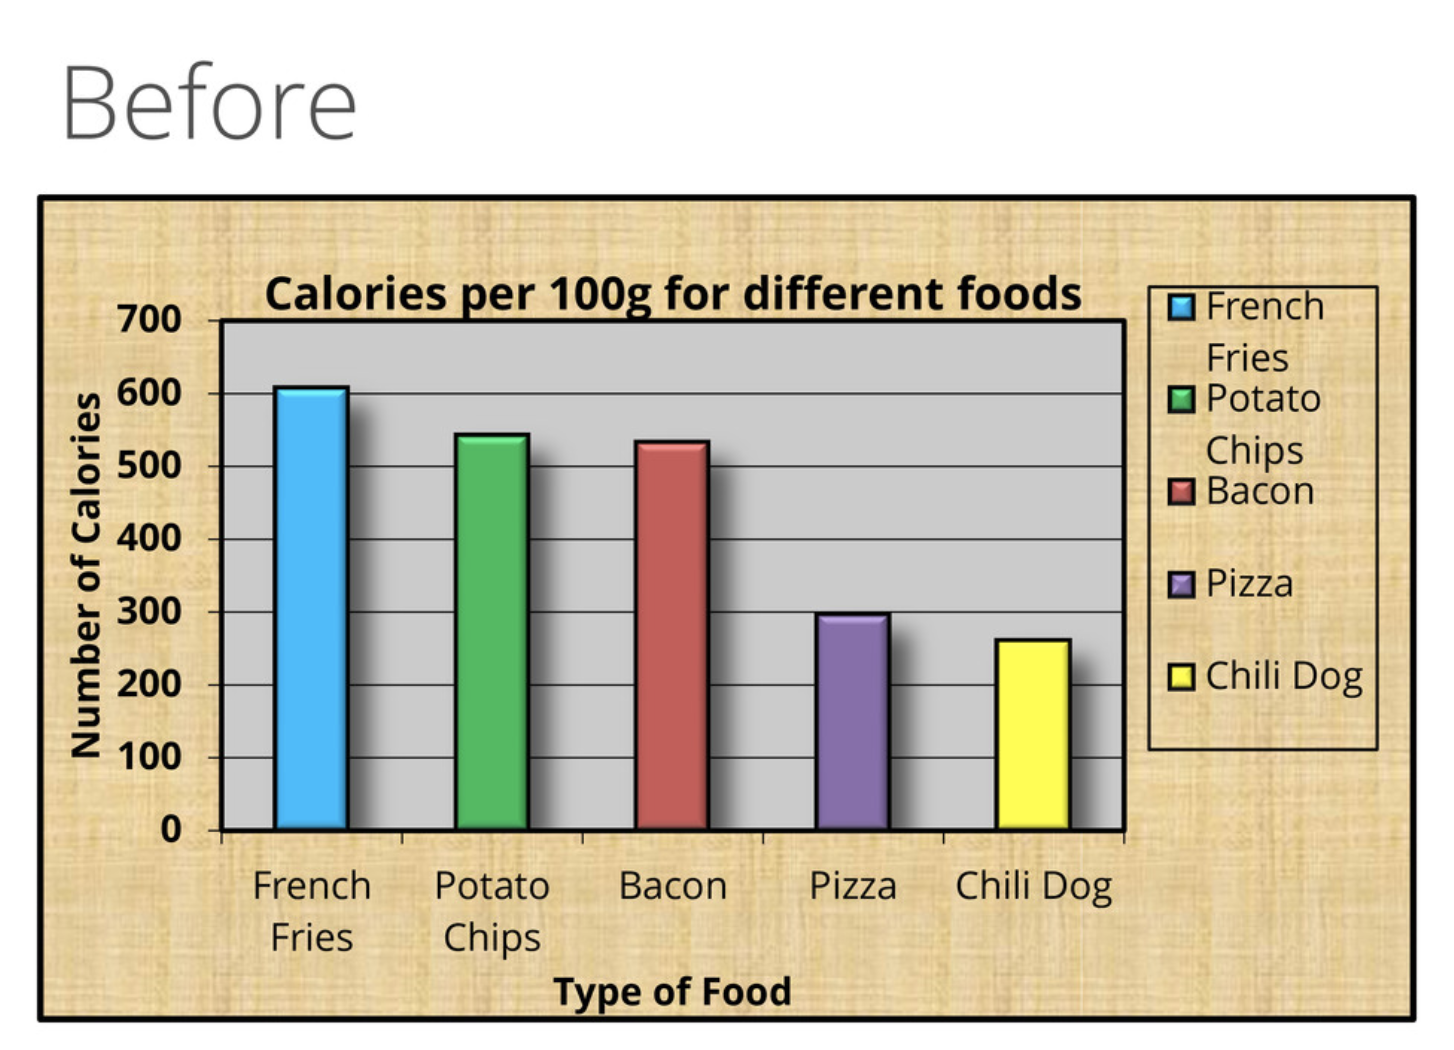 Before
Calories per 100g for different foods
Number of Calories
700
600
500
400
300
200
100
0
French
Fries
Potato
Chips
Bacon
Pizza
Chili Dog
Type of Food
French
Fries
Potato
Chips
Bacon
Pizza
Chili Dog